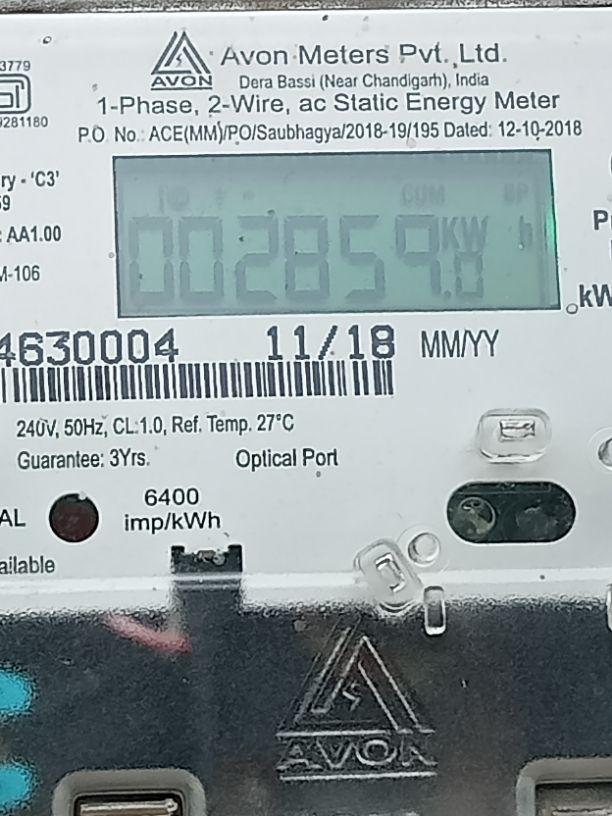 3779
9281180
AVON
Avon Meters Pvt. Ltd.
Dera Bassi (Near Chandigarh), India
1-Phase, 2-Wire, ac Static Energy Meter
P.O. No.: ACE(MM)/PO/Saubhagya/2018-19/195 Dated: 12-10-2018
ry - 'C3'
59
: AA1.00
M-106
COM
002859.0 KW h
kW
4630004 11/18 MM/YY
240V, 50Hz, CL:1.0, Ref. Temp. 27°C
Guarantee: 3Yrs. Optical Port
AL
6400
imp/kWh
ailable
AVON